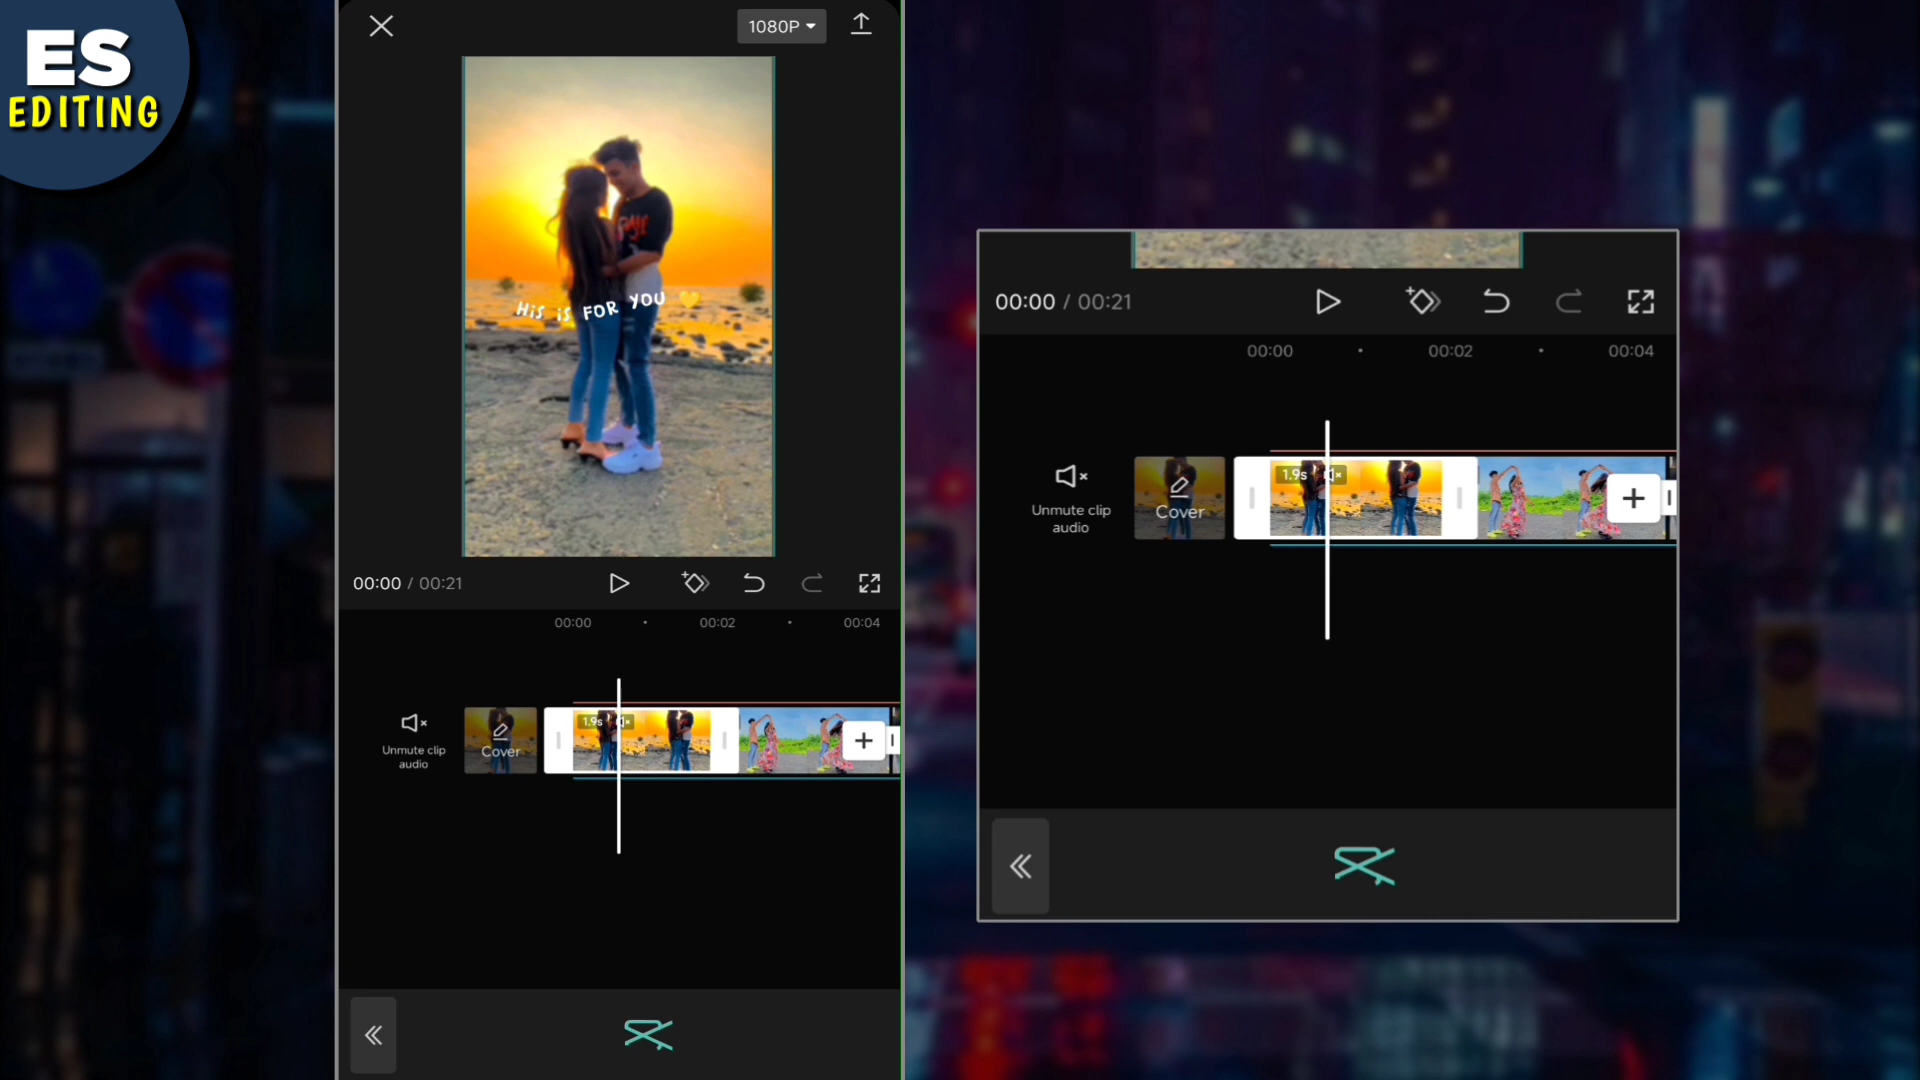 ES
EDITING
1080P
HiS iS FOR YOU 💛
00:00 / 00:21
00:00
00:02
00:04
Unmute clip
audio
Cover
1.9s
00:00 / 00:21
00:00
00:02
00:04
Unmute clip
audio
Cover
1.9s